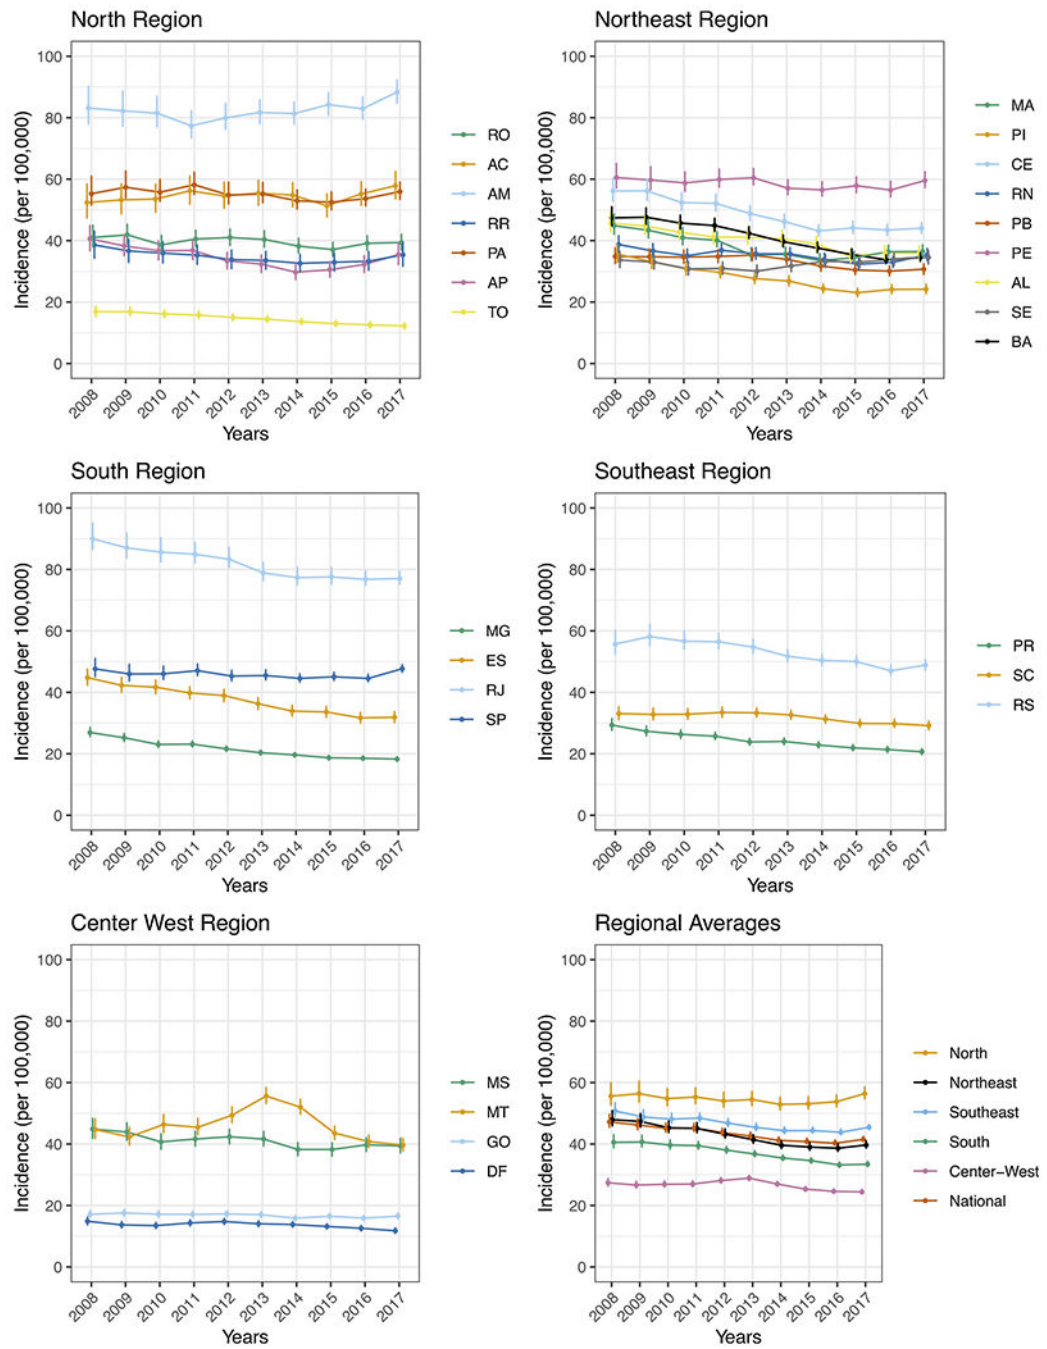 North Region
Incidence (per 100,000)
100
80
60
40
20
0
2008 2009 2010 2011 2012 2013 2014 2015 2016 2017
Years
RO
AC
AM
RR
PA
AP
TO
Northeast Region
Incidence (per 100,000)
100
80
60
40
20
0
2008 2009 2010 2011 2012 2013 2014 2015 2016 2017
Years
MA
PI
CE
RN
PB
PE
AL
SE
BA
South Region
Incidence (per 100,000)
100
80
60
40
20
0
2008 2009 2010 2011 2012 2013 2014 2015 2016 2017
Years
MG
ES
RJ
SP
Southeast Region
Incidence (per 100,000)
100
80
60
40
20
0
2008 2009 2010 2011 2012 2013 2014 2015 2016 2017
Years
PR
SC
RS
Center West Region
Incidence (per 100,000)
100
80
60
40
20
0
2008 2009 2010 2011 2012 2013 2014 2015 2016 2017
Years
MS
MT
GO
DF
Regional Averages
Incidence (per 100,000)
100
80
60
40
20
0
2008 2009 2010 2011 2012 2013 2014 2015 2016 2017
Years
North
Northeast
Southeast
South
Center-West
National